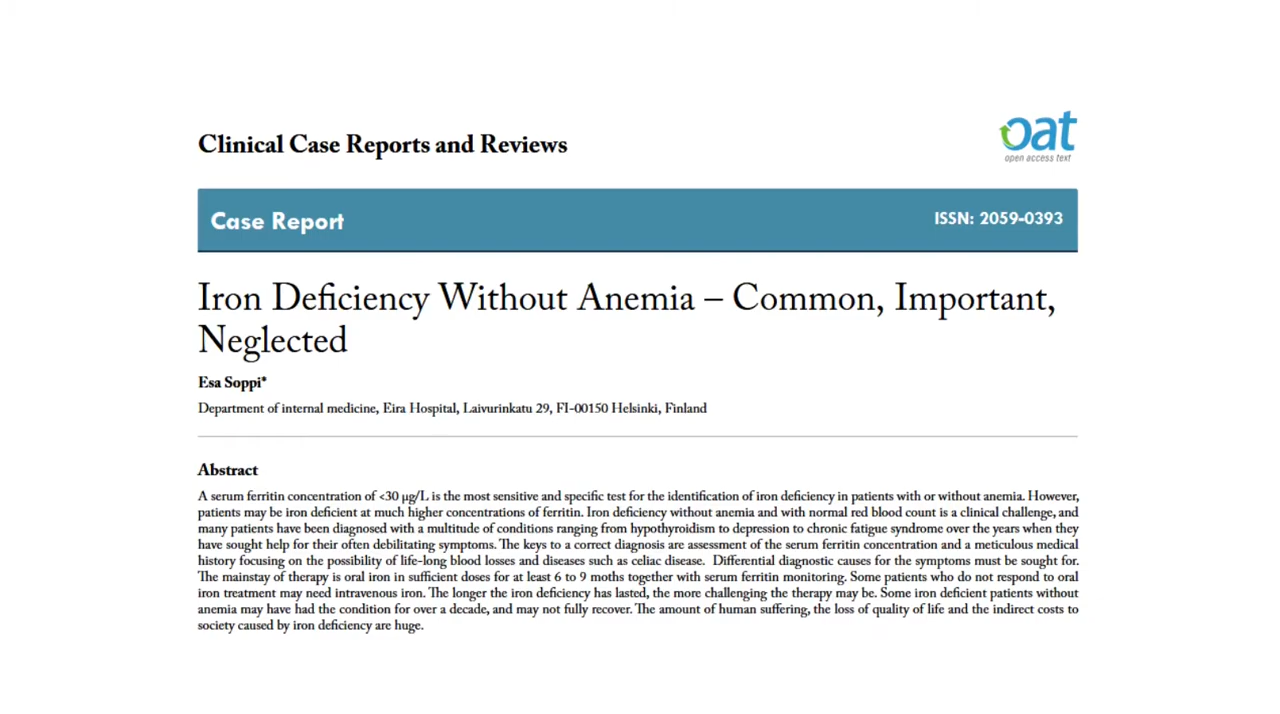 Clinical Case Reports and Reviews
oat
open access text
Case Report
ISSN: 2059-0393
Iron Deficiency Without Anemia – Common, Important,
Neglected
Esa Soppi*
Department of internal medicine, Eira Hospital, Laivurinkatu 29, FI-00150 Helsinki, Finland
Abstract
A serum ferritin concentration of <30 μg/L is the most sensitive and specific test for the identification of iron deficiency in patients with or without anemia. However,
patients may be iron deficient at much higher concentrations of ferritin. Iron deficiency without anemia and with normal red blood count is a clinical challenge, and
many patients have been diagnosed with a multitude of conditions ranging from hypothyroidism to depression to chronic fatigue syndrome over the years when they
have sought help for their often debilitating symptoms. The keys to a correct diagnosis are assessment of the serum ferritin concentration and a meticulous medical
history focusing on the possibility of life-long blood losses and diseases such as celiac disease. Differential diagnostic causes for the symptoms must be sought for.
The mainstay of therapy is oral iron in sufficient doses for at least 6 to 9 moths together with serum ferritin monitoring. Some patients who do not respond to oral
iron treatment may need intravenous iron. The longer the iron deficiency has lasted, the more challenging the therapy may be. Some iron deficient patients without
anemia may have had the condition for over a decade, and may not fully recover. The amount of human suffering, the loss of quality of life and the indirect costs to
society caused by iron deficiency are huge.